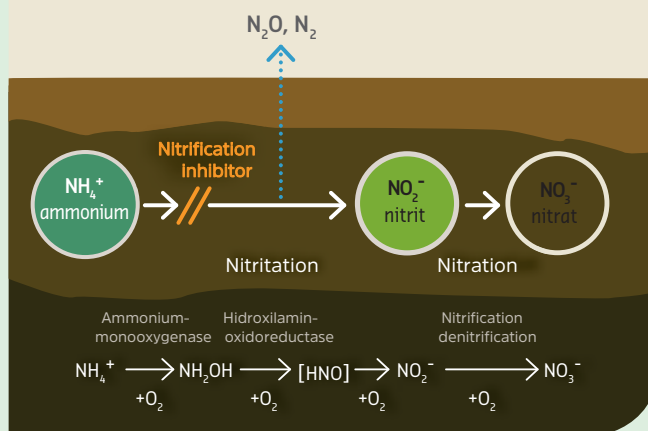 N₂O, N₂
Nitrification
inhibitor
NH₄⁺
ammonium
NO₂⁻
nitrit
NO₃⁻
nitrat
Nitritation
Nitration
Ammonium-
monooxygenase
Hidroxilamin-
oxidoreductase
Nitrification
denitrification
NH₄⁺ NH₂OH [HNO] NO₂⁻ NO₃⁻
+O₂ +O₂ +O₂ +O₂